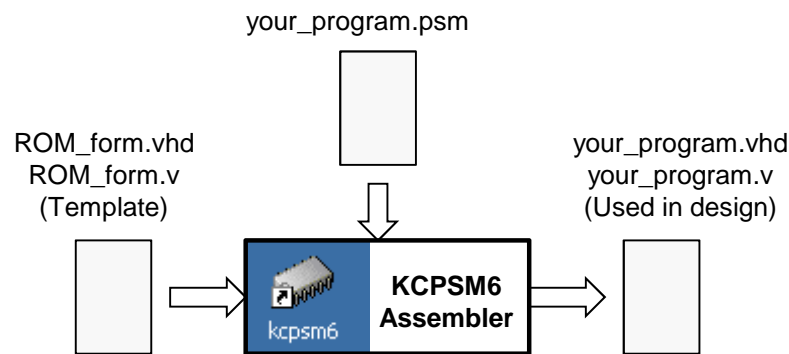 your_program.psm
ROM_form.vhd
ROM_form.v
(Template)
your_program.vhd
your_program.v
(Used in design)
kcpsm6
KCPSM6
Assembler